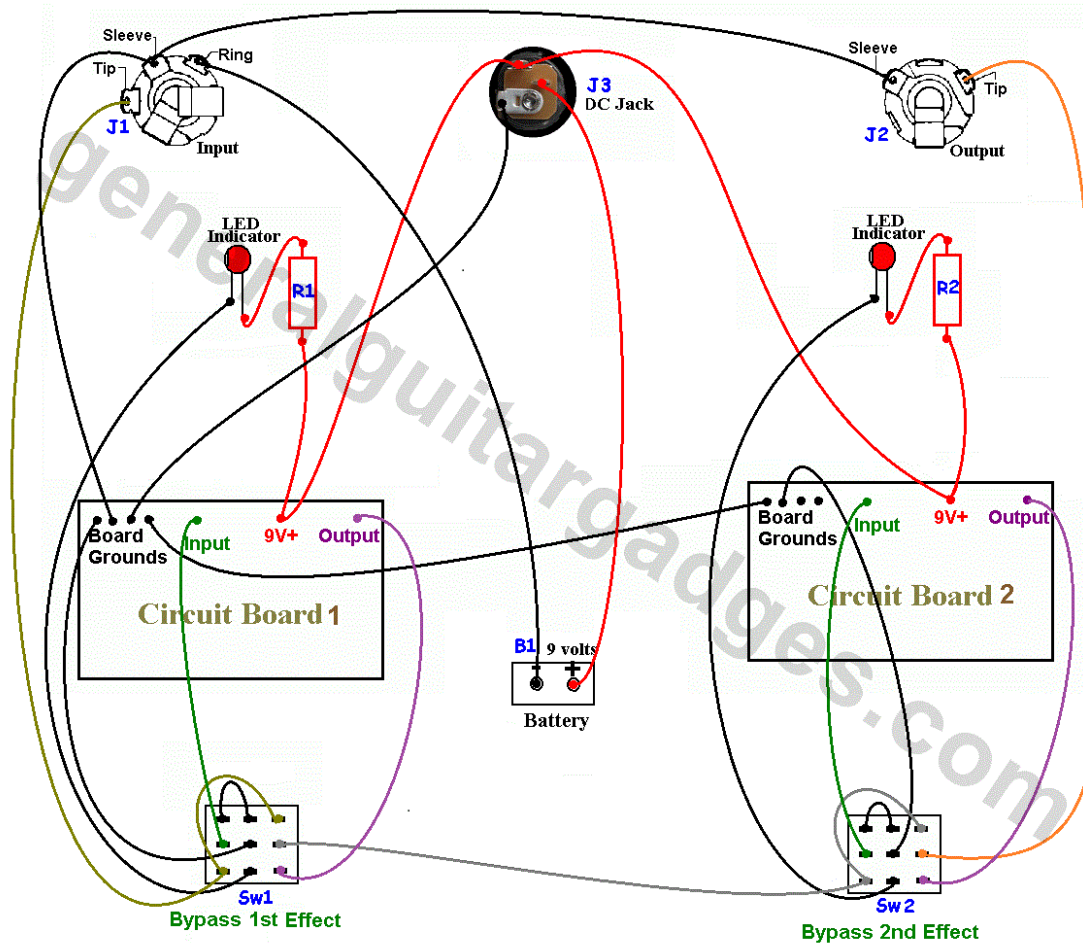 Sleeve
Ring
Tip
J1
Input
J3
DC Jack
Sleeve
Tip
J2
Output
LED
Indicator
R1
LED
Indicator
R2
generalguitargadges.com
Board
Grounds
Input
9V+
Output
Circuit Board 1
Board
Grounds
Input
9V+
Output
Circuit Board 2
B1
9 volts
- +
Battery
Sw1
Bypass 1st Effect
Sw2
Bypass 2nd Effect